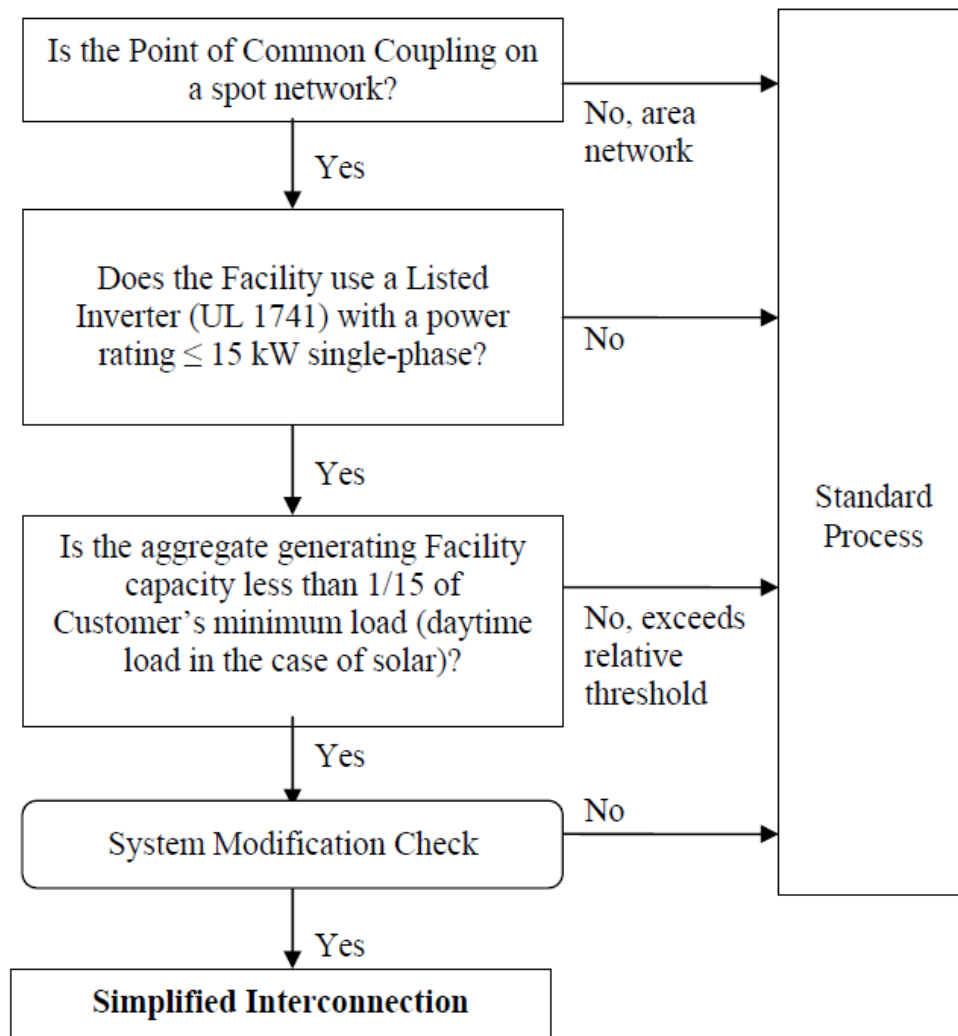 Is the Point of Common Coupling on
a spot network?
No, area
network
Yes
Does the Facility use a Listed
Inverter (UL 1741) with a power
rating ≤ 15 kW single-phase?
No
Yes
Is the aggregate generating Facility
capacity less than 1/15 of
Customer’s minimum load (daytime
load in the case of solar)?
No, exceeds
relative
threshold
Yes
System Modification Check
No
Yes
Simplified Interconnection
Standard
Process